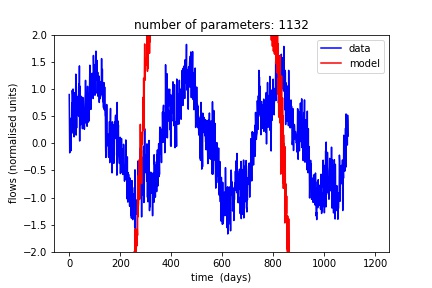 number of parameters: 1132
data
model
flows (normalised units)
2.0
1.5
1.0
0.5
0.0
−0.5
−1.0
−1.5
−2.0
0 200 400 600 800 1000 1200
time  (days)